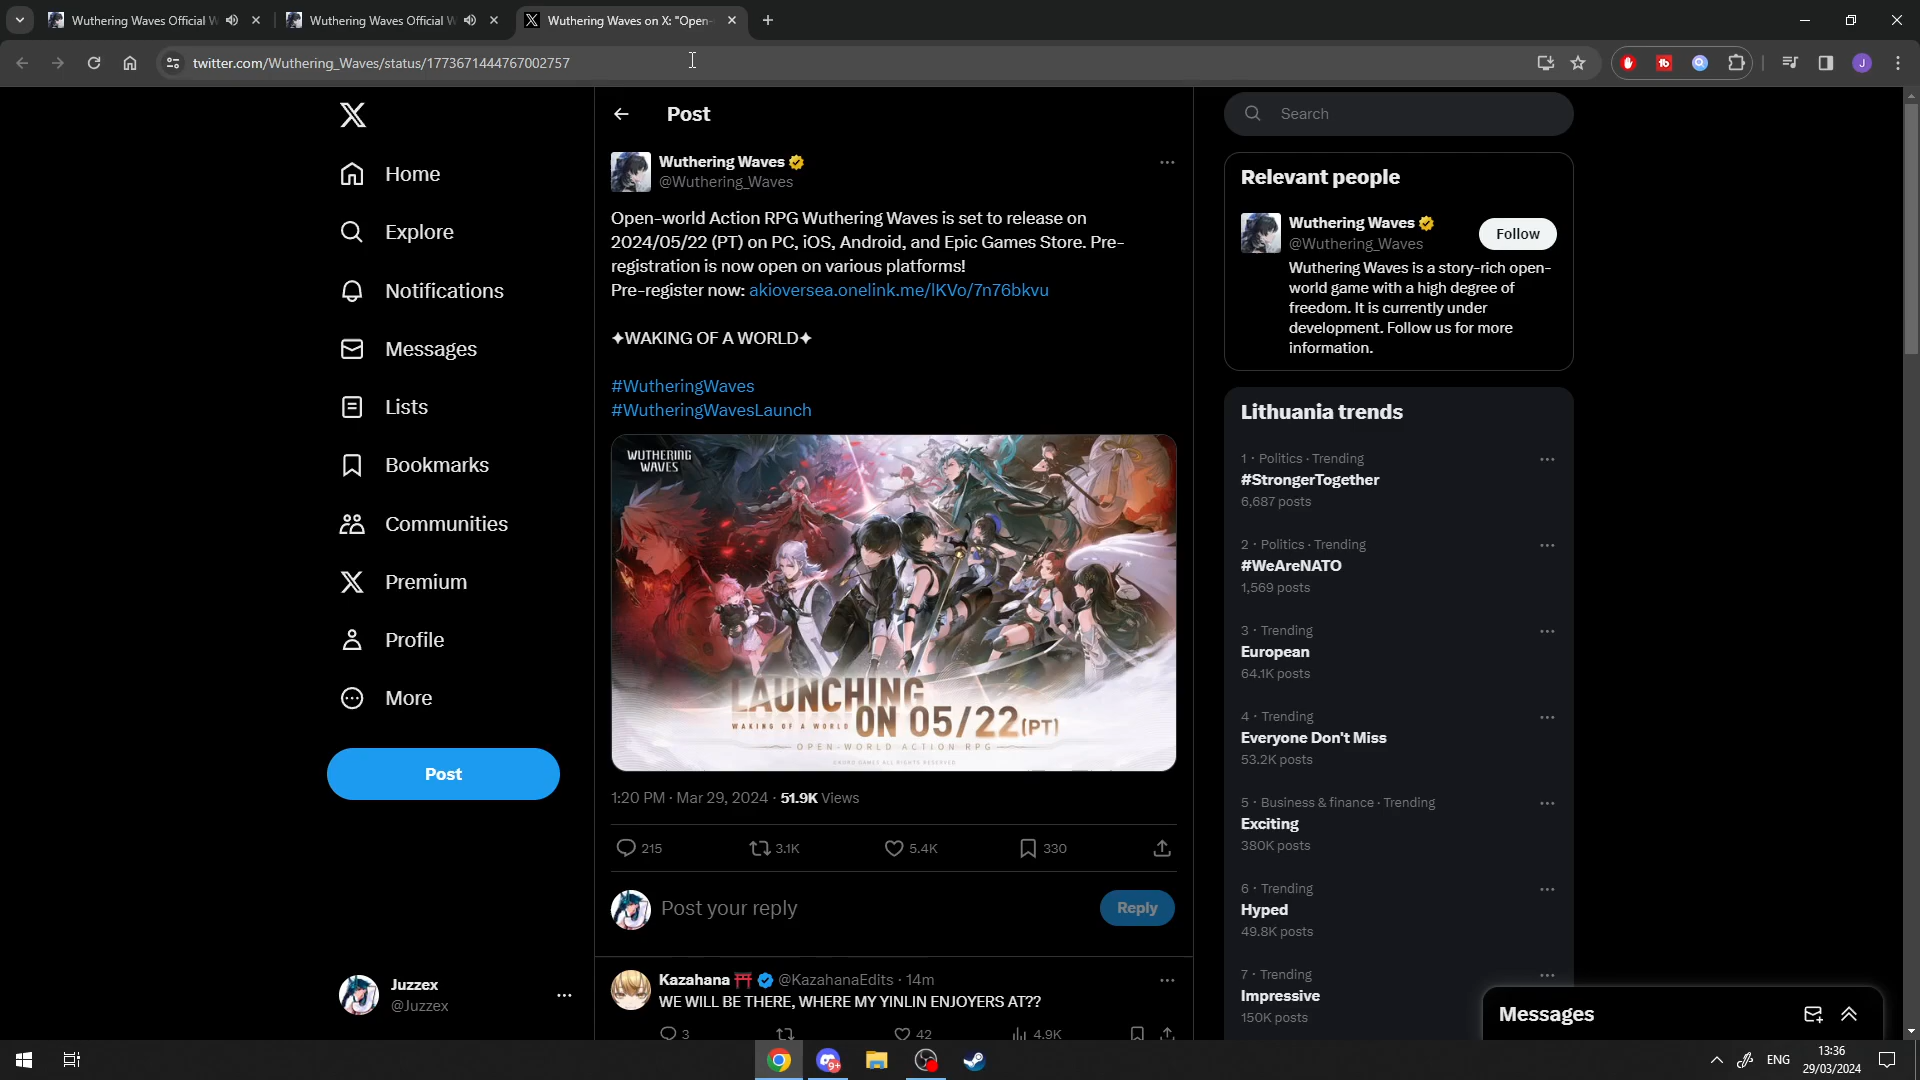 Wuthering Waves Official W
Wuthering Waves Official W
Wuthering Waves on X: "Open-
twitter.com/Wuthering_Waves/status/1773671444767002757
J
Home
Explore
Notifications
Messages
Lists
Bookmarks
Communities
Premium
Profile
More
Post
Juzzex
@Juzzex
Post
Wuthering Waves
@Wuthering_Waves
Open-world Action RPG Wuthering Waves is set to release on
2024/05/22 (PT) on PC, iOS, Android, and Epic Games Store. Pre-
registration is now open on various platforms!
Pre-register now: akioversea.onelink.me/lKVo/7n76bkvu
✦WAKING OF A WORLD✦
#WutheringWaves
#WutheringWavesLaunch
WUTHERING
WAVES
LAUNCHING
WAKING OF A WORLD ON 05/22(PT)
OPEN-WORLD ACTION RPG
©KURO GAMES ALL RIGHTS RESERVED
1:20 PM · Mar 29, 2024 · 51.9K Views
215 3.1K 5.4K 330
Post your reply
Reply
Kazahana ⛩️ @KazahanaEdits · 14m
WE WILL BE THERE, WHERE MY YINLIN ENJOYERS AT??
3 42 4.9K
Search
Relevant people
Wuthering Waves
@Wuthering_Waves
Follow
Wuthering Waves is a story-rich open-
world game with a high degree of
freedom. It is currently under
development. Follow us for more
information.
Lithuania trends
1 · Politics · Trending
#StrongerTogether
6,687 posts
2 · Politics · Trending
#WeAreNATO
1,569 posts
3 · Trending
European
64.1K posts
4 · Trending
Everyone Don't Miss
53.2K posts
5 · Business & finance · Trending
Exciting
380K posts
6 · Trending
Hyped
49.8K posts
7 · Trending
Impressive
150K posts
Messages
9+
ENG
13:36
29/03/2024